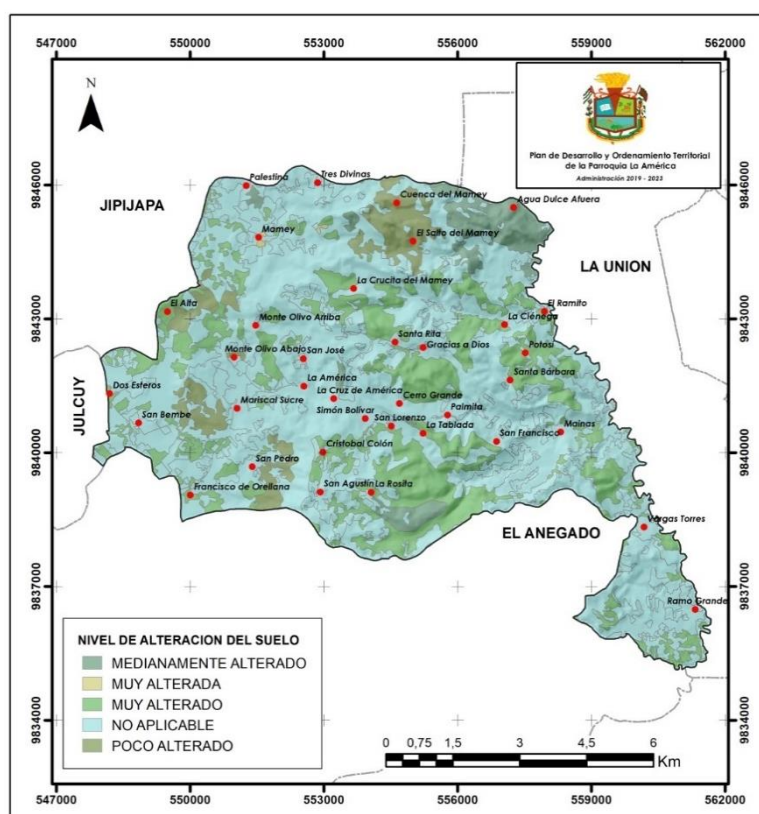 547000 550000 553000 556000 559000 562000
N
Plan de Desarrollo y Ordenamiento Territorial
de la Parroquia La América
Administración 2019 - 2023
9846000 9846000
Palestina
Tres Divinas
JIPIJAPA
Cuenca del Mamey
Agua Dulce Afuera
Mamey
El Salto del Mamey
LA UNION
La Crucita del Mamey
9843000 9843000
El Aita
El Ramito
Monte Olivo Arriba
La Ciénega
Santa Rita
Gracias a Dios
Potosí
Monte Olivo Abajo
San José
Santa Bárbara
Dos Esteros
La América
La Cruz de América
Cerro Grande
JULCUY
Mariscal Sucre
Simón Bolívar
Palmita
San Bembe
San Lorenzo
La Tablada
Mainas
9840000 9840000
San Francisco
Cristobal Colón
San Pedro
Francisco de Orellana
San Agustín
La Rosita
EL ANEGADO
Vargas Torres
9837000 9837000
Ramo Grande
NIVEL DE ALTERACION DEL SUELO
MEDIANAMENTE ALTERADO
MUY ALTERADA
MUY ALTERADO
NO APLICABLE
POCO ALTERADO
9834000 9834000
0 0,75 1,5 3 4,5 6
Km
547000 550000 553000 556000 559000 562000